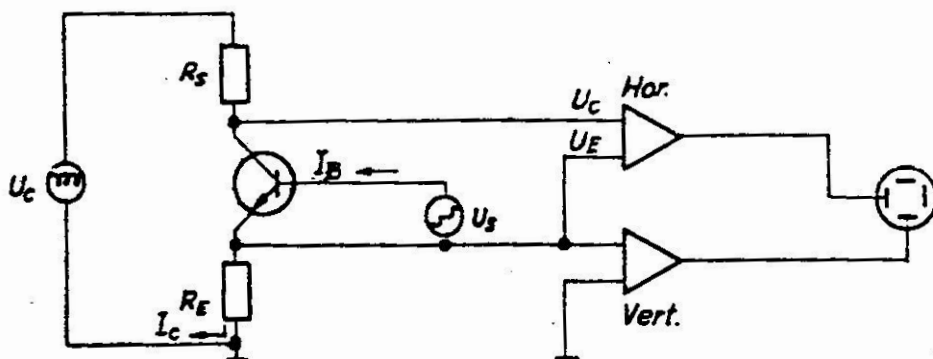 Hor.
R_S
U_C
U_E
I_B
U_C
U_S
R_E
I_C
Vert.